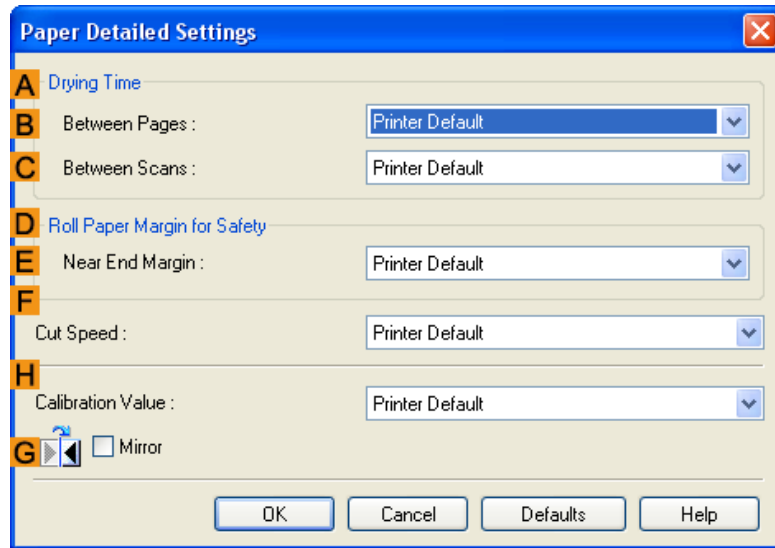 Paper Detailed Settings
A Drying Time
B Between Pages : Printer Default
C Between Scans : Printer Default
D Roll Paper Margin for Safety
E Near End Margin : Printer Default
F
Cut Speed : Printer Default
H
Calibration Value : Printer Default
G Mirror
OK Cancel Defaults Help